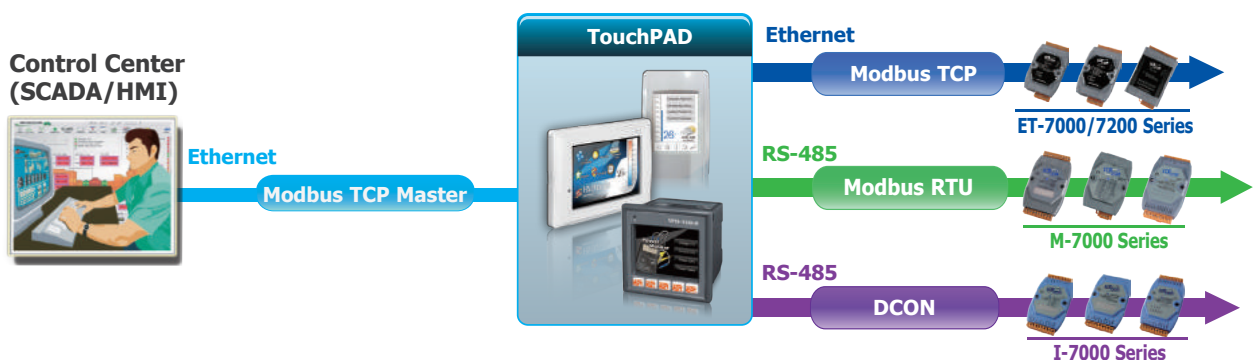 TouchPAD
Control Center
(SCADA/HMI)
Ethernet
Modbus TCP Master
Ethernet
Modbus TCP
ET-7000/7200 Series
RS-485
Modbus RTU
M-7000 Series
RS-485
DCON
I-7000 Series